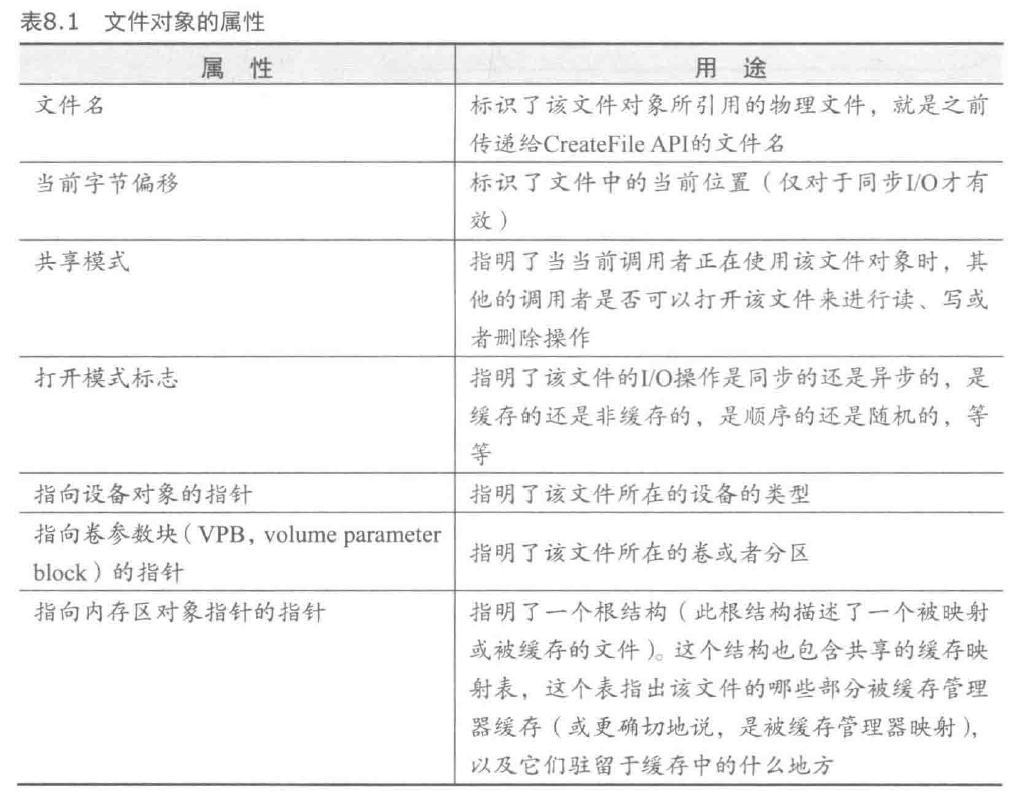 表8.1 文件对象的属性
属 性
用 途
文件名
标识了该文件对象所引用的物理文件，就是之前
传递给CreateFile API的文件名
当前字节偏移
标识了文件中的当前位置（仅对于同步I/O才有
效）
共享模式
指明了当当前调用者正在使用该文件对象时，其
他的调用者是否可以打开该文件来进行读、写或
者删除操作
打开模式标志
指明了该文件的I/O操作是同步的还是异步的，是
缓存的还是非缓存的，是顺序的还是随机的，等
等
指向设备对象的指针
指明了该文件所在的设备的类型
指向卷参数块（VPB，volume parameter
block）的指针
指明了该文件所在的卷或者分区
指向内存区对象指针的指针
指明了一个根结构（此根结构描述了一个被映射
或被缓存的文件）。这个结构也包含共享的缓存映
射表，这个表指出该文件的哪些部分被缓存管理
器缓存（或更确切地说，是被缓存管理器映射），
以及它们驻留于缓存中的什么地方